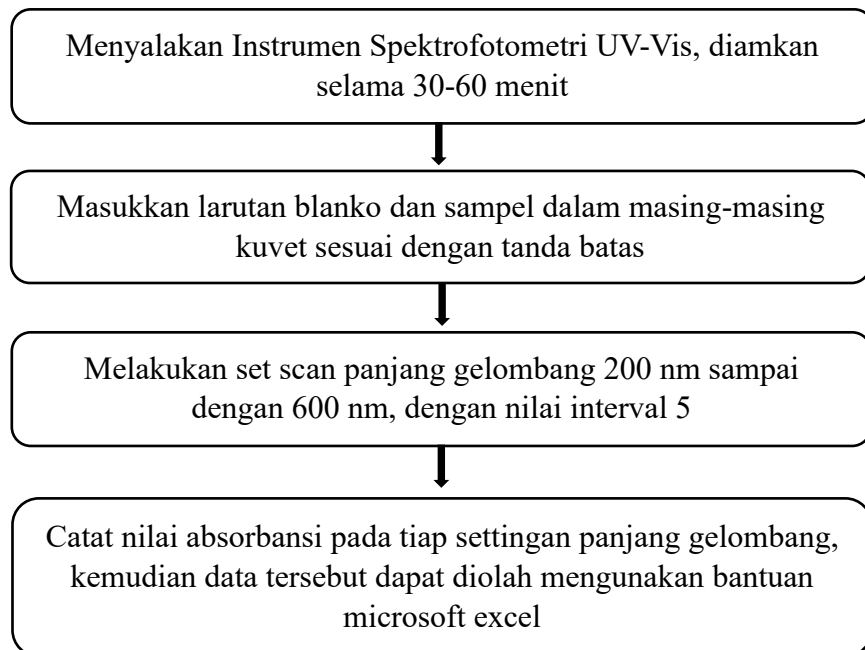 Menyalakan Instrumen Spektrofotometri UV-Vis, diamkan
selama 30-60 menit
Masukkan larutan blanko dan sampel dalam masing-masing
kuvet sesuai dengan tanda batas
Melakukan set scan panjang gelombang 200 nm sampai
dengan 600 nm, dengan nilai interval 5
Catat nilai absorbansi pada tiap settingan panjang gelombang,
kemudian data tersebut dapat diolah mengunakan bantuan
microsoft excel